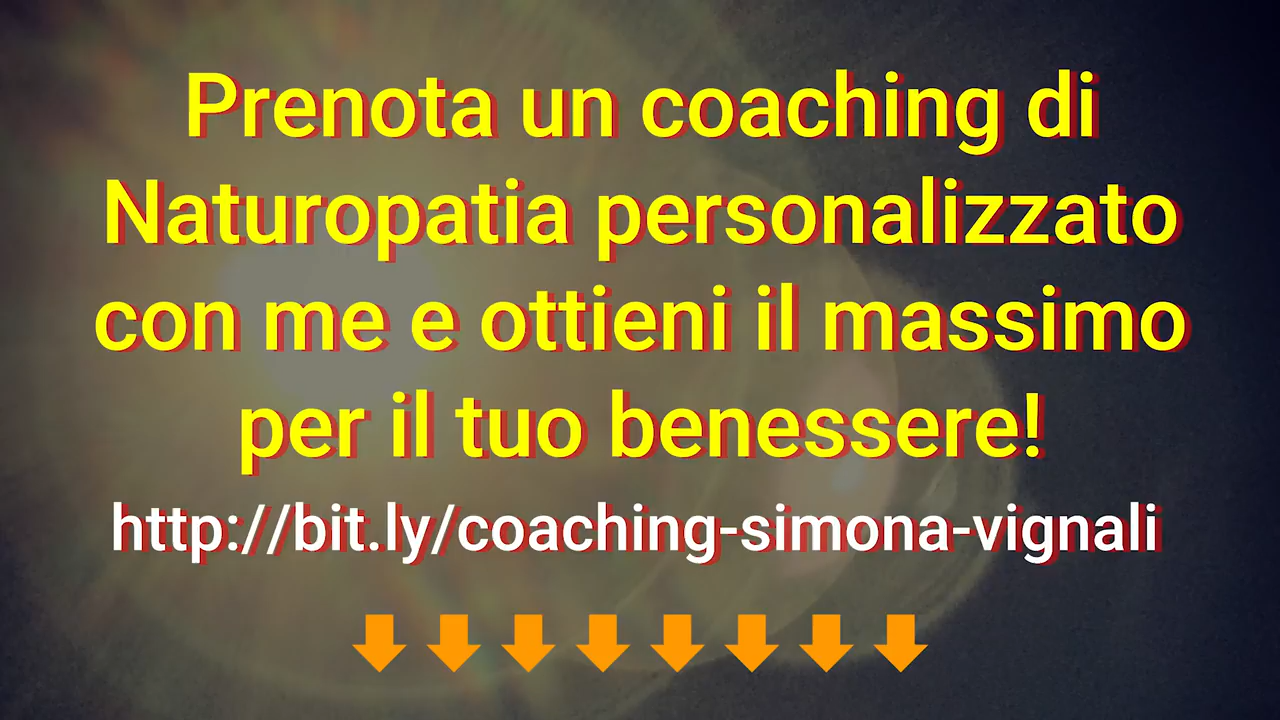 Prenota un coaching di
Naturopatia personalizzato
con me e ottieni il massimo
per il tuo benessere!
http://bit.ly/coaching-simona-vignali